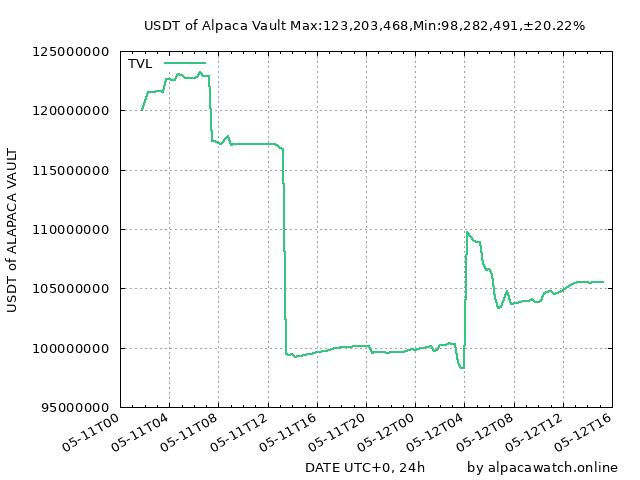 USDT of Alpaca Vault Max:123,203,468,Min:98,282,491,±20.22%
TVL
125000000
120000000
115000000
110000000
105000000
100000000
95000000
USDT of ALAPACA VAULT
05-11T00
05-11T04
05-11T08
05-11T12
05-11T16
05-11T20
05-12T00
05-12T04
05-12T08
05-12T12
05-12T16
DATE UTC+0, 24h
by alpacawatch.online